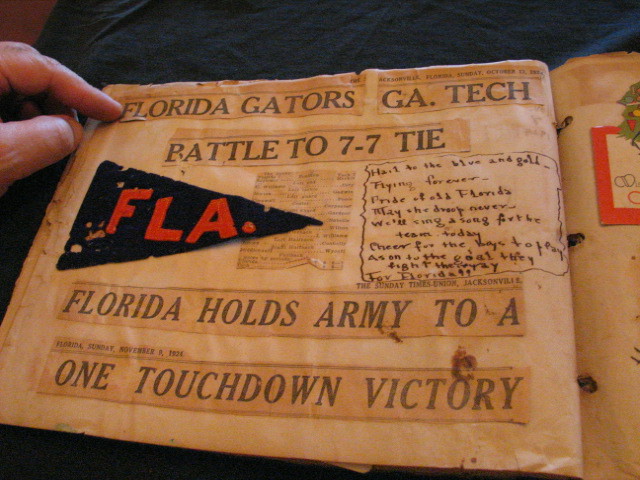 FLORIDA GATORS GA. TECH
JACKSONVILLE, FLORIDA, SUNDAY, OCTOBER
BATTLE TO 7-7 TIE
FLA.
Hail to the blue and gold-
Flying forever-
Pride of old Florida
May she droop never-
We'll sing a song for the
team today
Cheer for the boys to play
As on to the goal they
fight their way
For Florida
THE SUNDAY TIMES-UNION, JACKSONVILLE,
FLORIDA HOLDS ARMY TO A
FLORIDA, SUNDAY, NOVEMBER
ONE TOUCHDOWN VICTORY